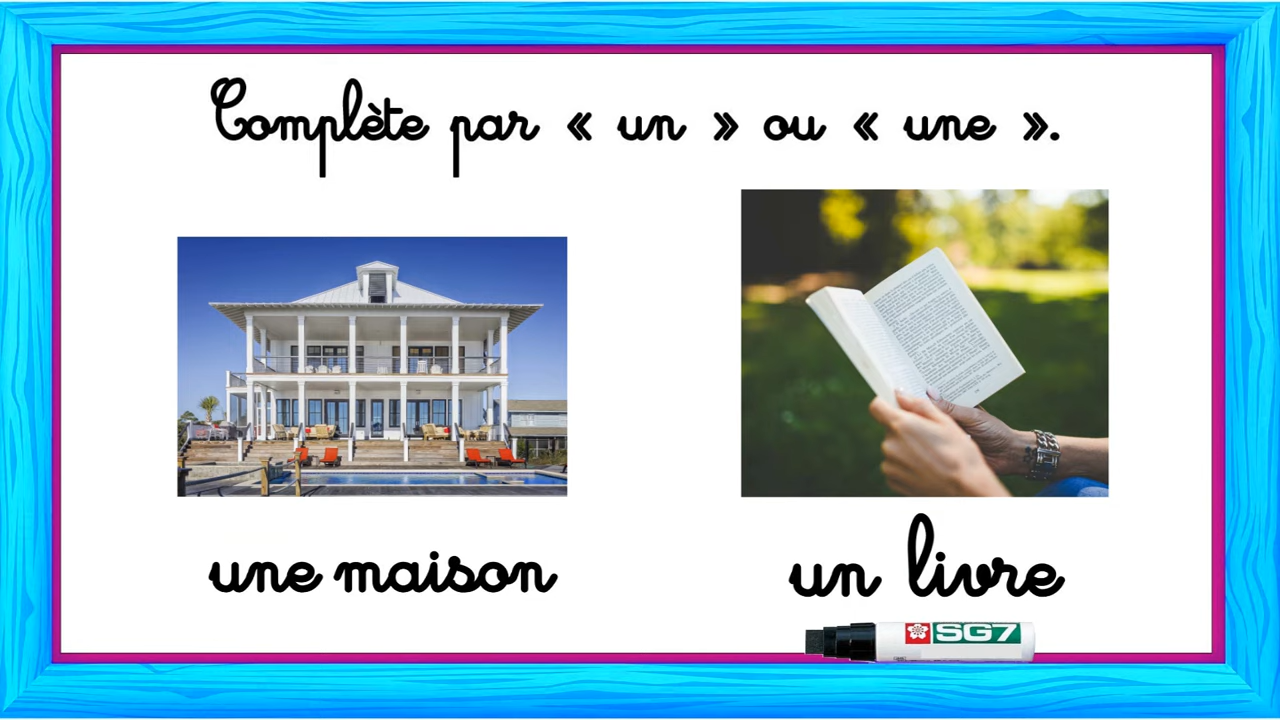 Complète par « un » ou « une ».
une maison
un livre
SG7